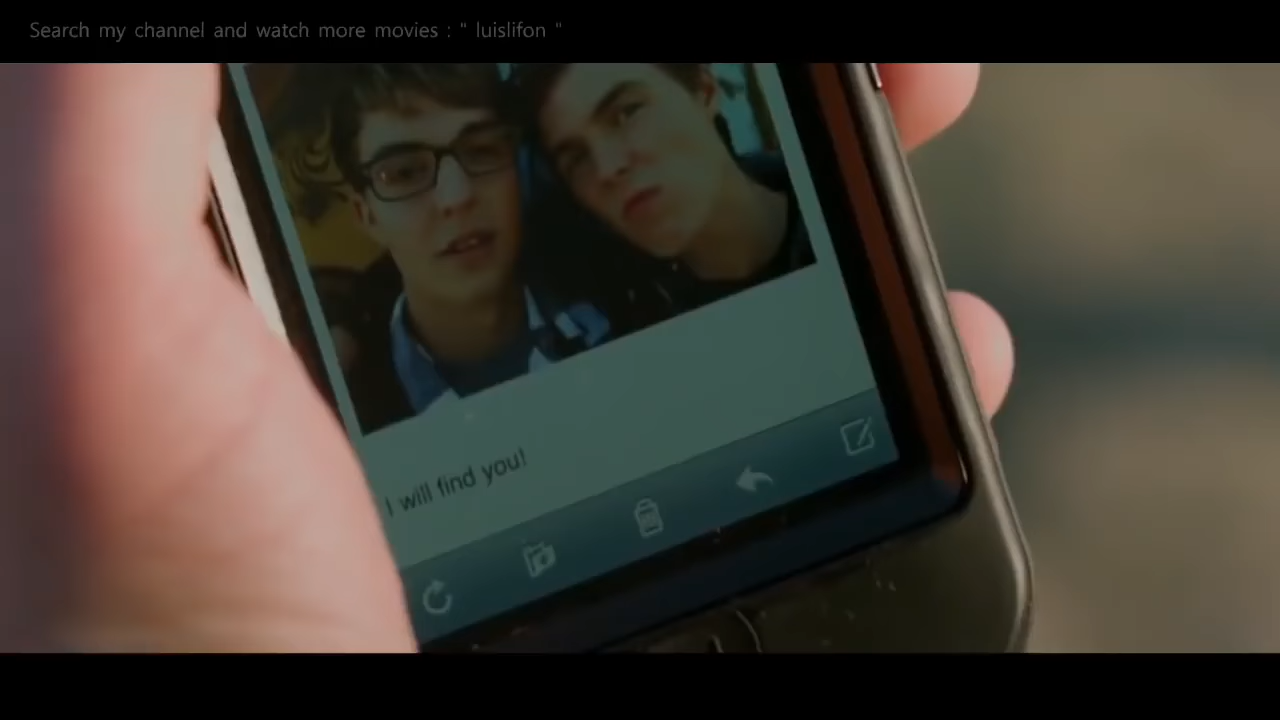 Search my channel and watch more movies : " luislifon "
I will find you!